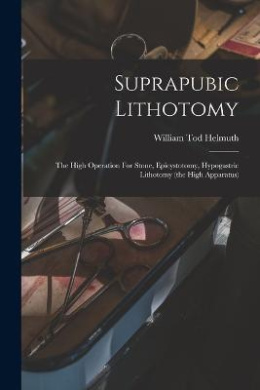 Suprapubic
Lithotomy
William Tod Helmuth
The High Operation For Stone, Epicystotomy, Hypogastric
Lithotomy (the High Apparatus)